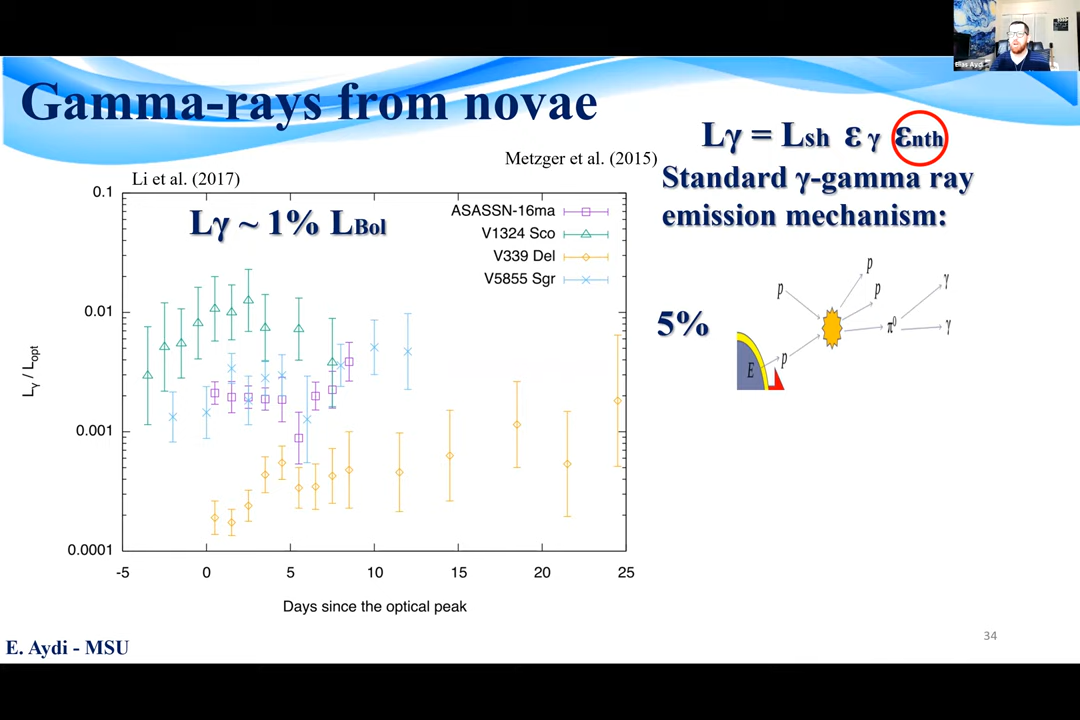 Elias Aydi
Gamma-rays from novae
Lγ = Lsh ε γ εnth
Metzger et al. (2015)
Standard γ-gamma ray
emission mechanism:
Li et al. (2017)
Lγ ~ 1% LBol
ASASSN-16ma
V1324 Sco
V339 Del
V5855 Sgr
0.1
0.01
0.001
0.0001
Lγ / Lopt
-5 0 5 10 15 20 25
Days since the optical peak
5%
p
p
p
γ
π⁰
γ
E
p
34
E. Aydi - MSU